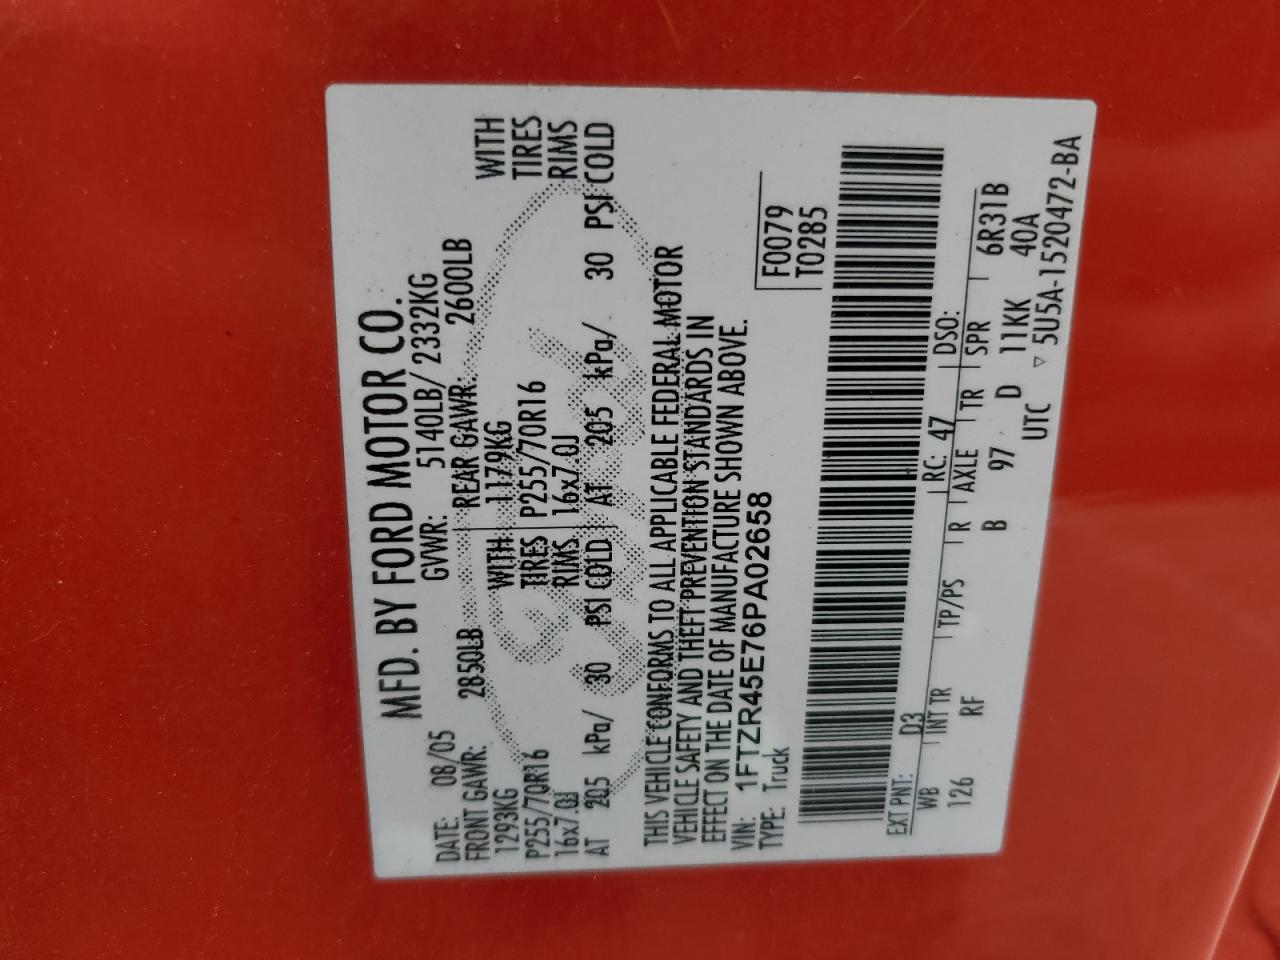 MFD. BY FORD MOTOR CO.
DATE: 08/05 GVWR: 5140LB/ 2332KG
FRONT GAWR: 2850LB REAR GAWR: 2600LB
1293KG WITH 1179KG WITH
P255/70R16 TIRES P255/70R16 TIRES
16x7.0J RIMS 16x7.0J RIMS
AT 205 kPa/ 30 PSI COLD AT 205 kPa/ 30 PSI COLD
THIS VEHICLE CONFORMS TO ALL APPLICABLE FEDERAL MOTOR
VEHICLE SAFETY AND THEFT PREVENTION STANDARDS IN
EFFECT ON THE DATE OF MANUFACTURE SHOWN ABOVE.
VIN: 1FTZR45E76PA02658 F0079
TYPE: Truck T0285
EXT PNT: D3 RC: 47 DSO:
WB INT TR TP/PS R AXLE TR SPR 6R31B
126 RF B 97 D 11KK 40A
UTC ▽ 5U5A-1520472-BA